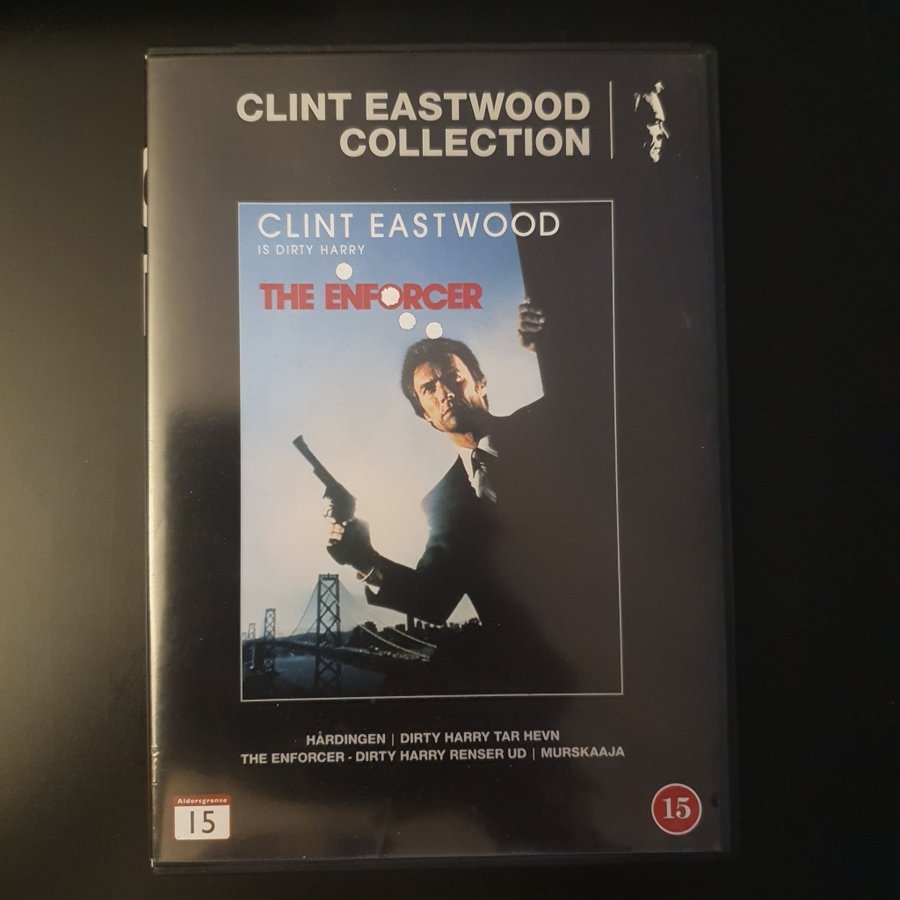 CLINT EASTWOOD
COLLECTION
CLINT EASTWOOD
IS DIRTY HARRY
THE ENFORCER
HÅRDINGEN | DIRTY HARRY TAR HEVN
THE ENFORCER - DIRTY HARRY RENSER UD | MURSKAAJA
Aldersgrense
15
15